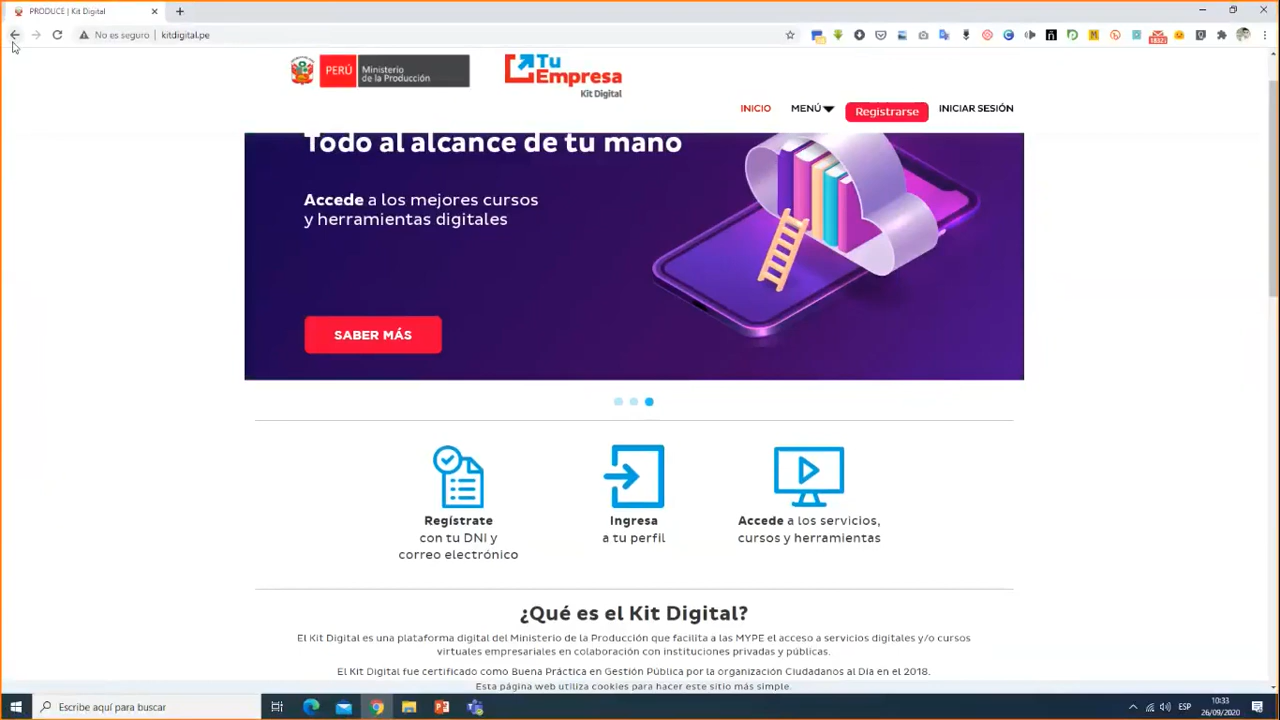 PRODUCE | Kit Digital
No es seguro | kitdigital.pe
PERÚ
Ministerio
de la Producción
Tu
Empresa
Kit Digital
INICIO
MENÚ
Registrarse
INICIAR SESIÓN
Todo al alcance de tu mano
Accede a los mejores cursos
y herramientas digitales
SABER MÁS
Regístrate
con tu DNI y
correo electrónico
Ingresa
a tu perfil
Accede a los servicios,
cursos y herramientas
¿Qué es el Kit Digital?
El Kit Digital es una plataforma digital del Ministerio de la Producción que facilita a las MYPE el acceso a servicios digitales y/o cursos
virtuales empresariales en colaboración con instituciones privadas y públicas.
El Kit Digital fue certificado como Buena Práctica en Gestión Pública por la organización Ciudadanos al Día en el 2018.
Esta página web utiliza cookies para hacer este sitio más simple.
Escribe aquí para buscar
ESP
10:33
26/09/2020